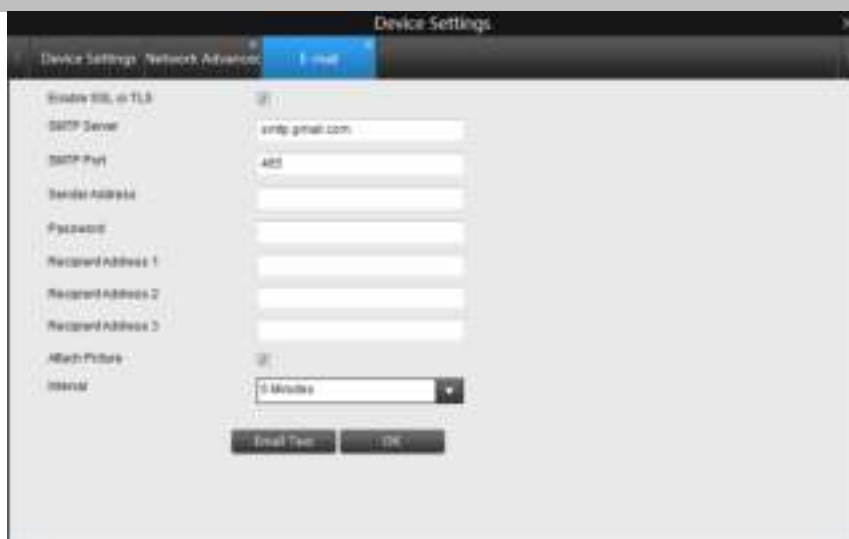 Device Settings
Device Settings Network Advanced E-mail
Enable SSL or TLS
SMTP Server smtp.gmail.com
SMTP Port 465
Sender Address
Password
Recipient Address 1
Recipient Address 2
Recipient Address 3
Attach Picture
Interval 5 Minutes
Email Test OK